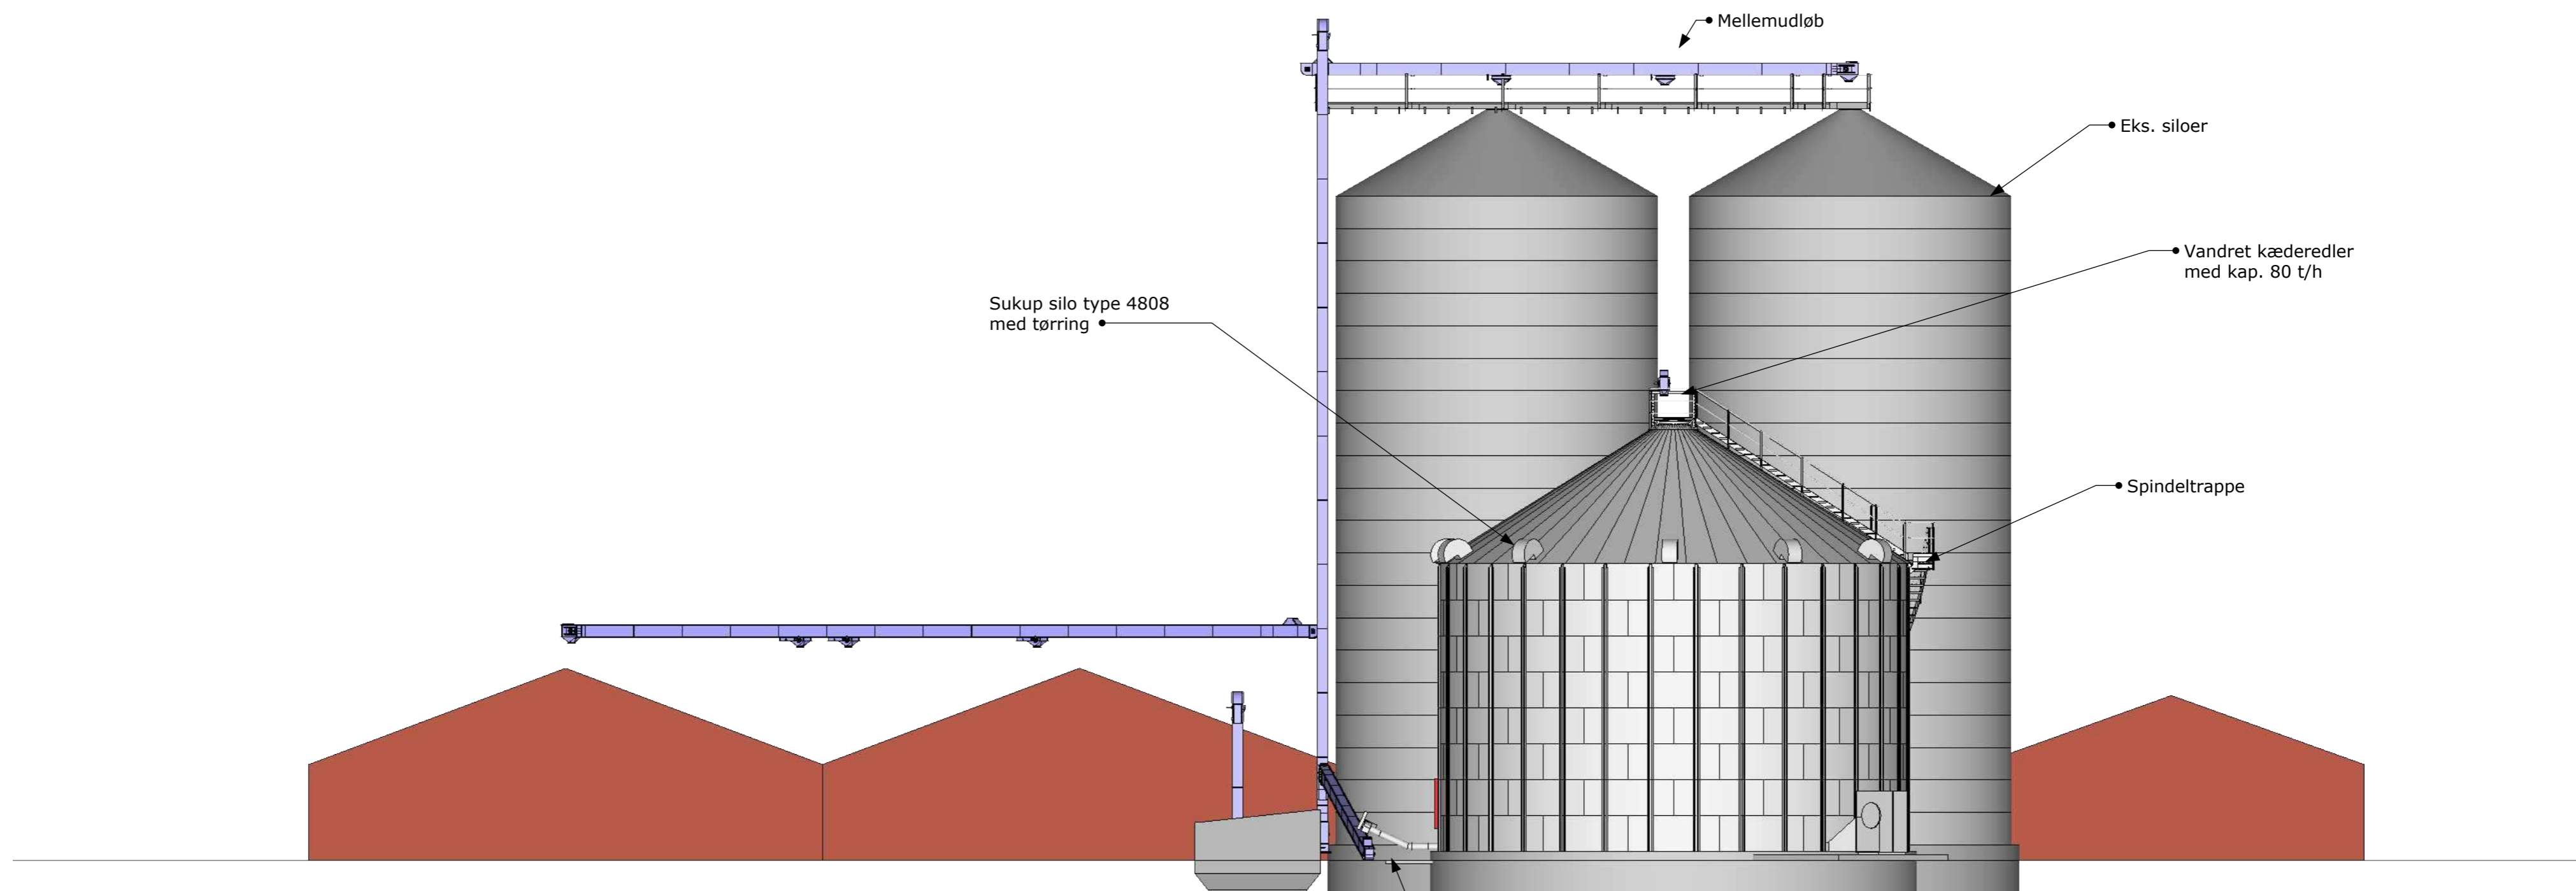 Mellemudløb
Eks. siloer
Vandret kæderedler
med kap. 80 t/h
Sukup silo type 4808
med tørring
Spindeltrappe